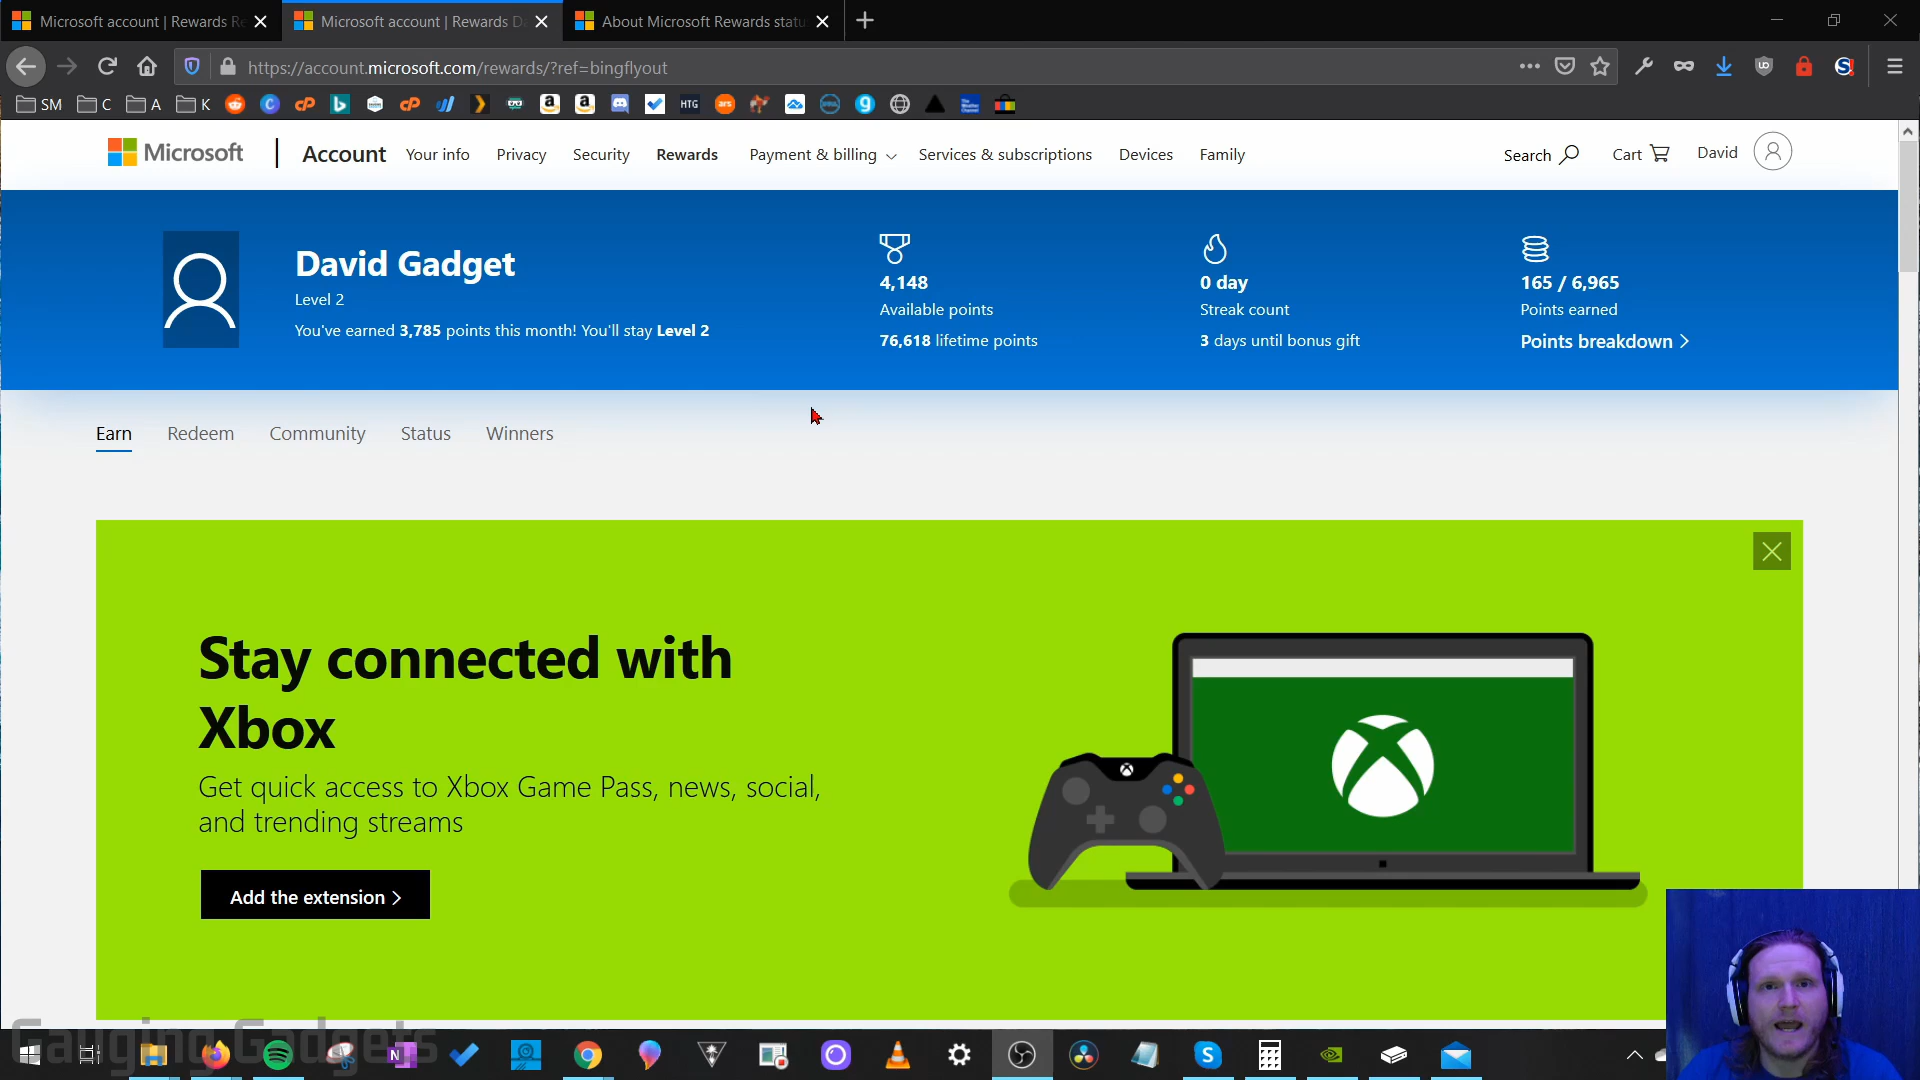 Microsoft account | Rewards Re
Microsoft account | Rewards D
About Microsoft Rewards statu
https://account.microsoft.com/rewards/?ref=bingflyout
SM C A K
HTG
Microsoft Account Your info Privacy Security Rewards Payment & billing Services & subscriptions Devices Family Search Cart David
David Gadget
Level 2
You've earned 3,785 points this month! You'll stay Level 2
4,148
Available points
76,618 lifetime points
0 day
Streak count
3 days until bonus gift
165 / 6,965
Points earned
Points breakdown >
Earn Redeem Community Status Winners
Stay connected with
Xbox
Get quick access to Xbox Game Pass, news, social,
and trending streams
Add the extension >
Gauging Gadgets